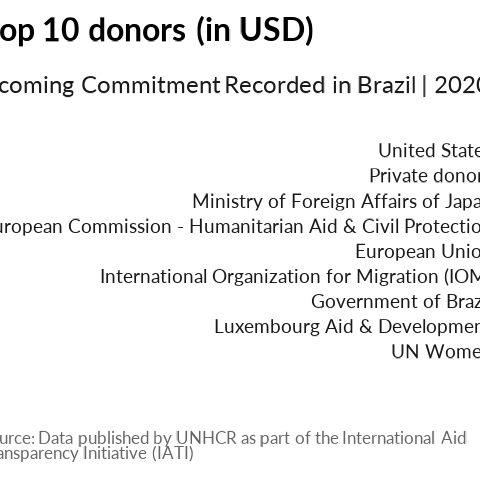 op 10 donors (in USD)
coming Commitment Recorded in Brazil | 2020
United State
Private donor
Ministry of Foreign Affairs of Japa
uropean Commission - Humanitarian Aid & Civil Protectio
European Unio
International Organization for Migration (IOM
Government of Braz
Luxembourg Aid & Developmen
UN Wome
urce: Data published by UNHCR as part of the International Aid
ansparency Initiative (IATI)